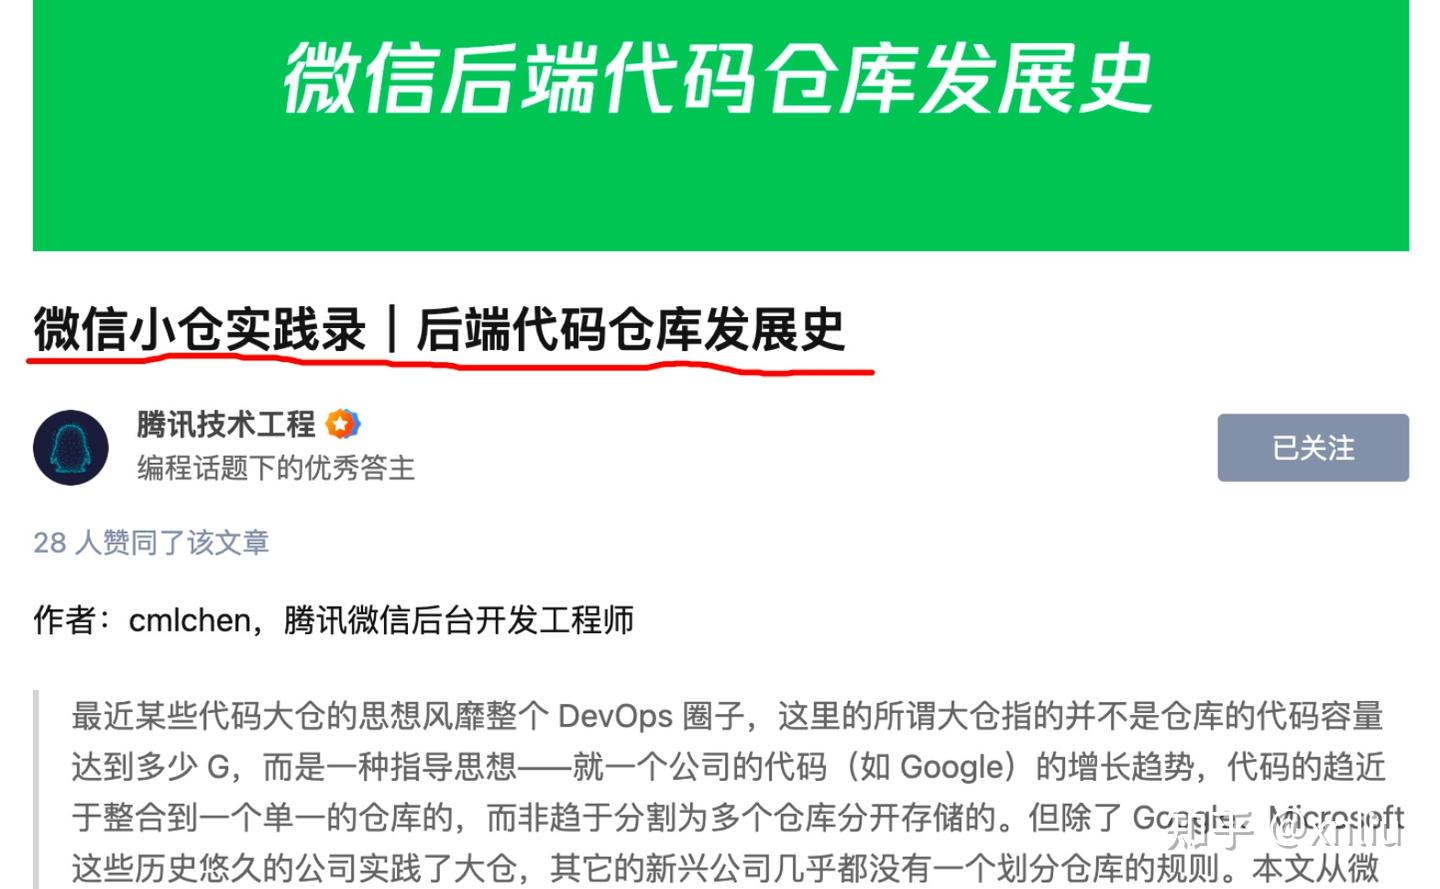 微信后端代码仓库发展史
微信小仓实践录｜后端代码仓库发展史
腾讯技术工程
编程话题下的优秀答主
已关注
28 人赞同了该文章
作者：cmlchen，腾讯微信后台开发工程师
最近某些代码大仓的思想风靡整个 DevOps 圈子，这里的所谓大仓指的并不是仓库的代码容量
达到多少 G，而是一种指导思想——就一个公司的代码（如 Google）的增长趋势，代码的趋近
于整合到一个单一的仓库的，而非趋于分割为多个仓库分开存储的。但除了 Google、Microsoft
这些历史悠久的公司实践了大仓，其它的新兴公司几乎都没有一个划分仓库的规则。本文从微
知乎 @xnliu